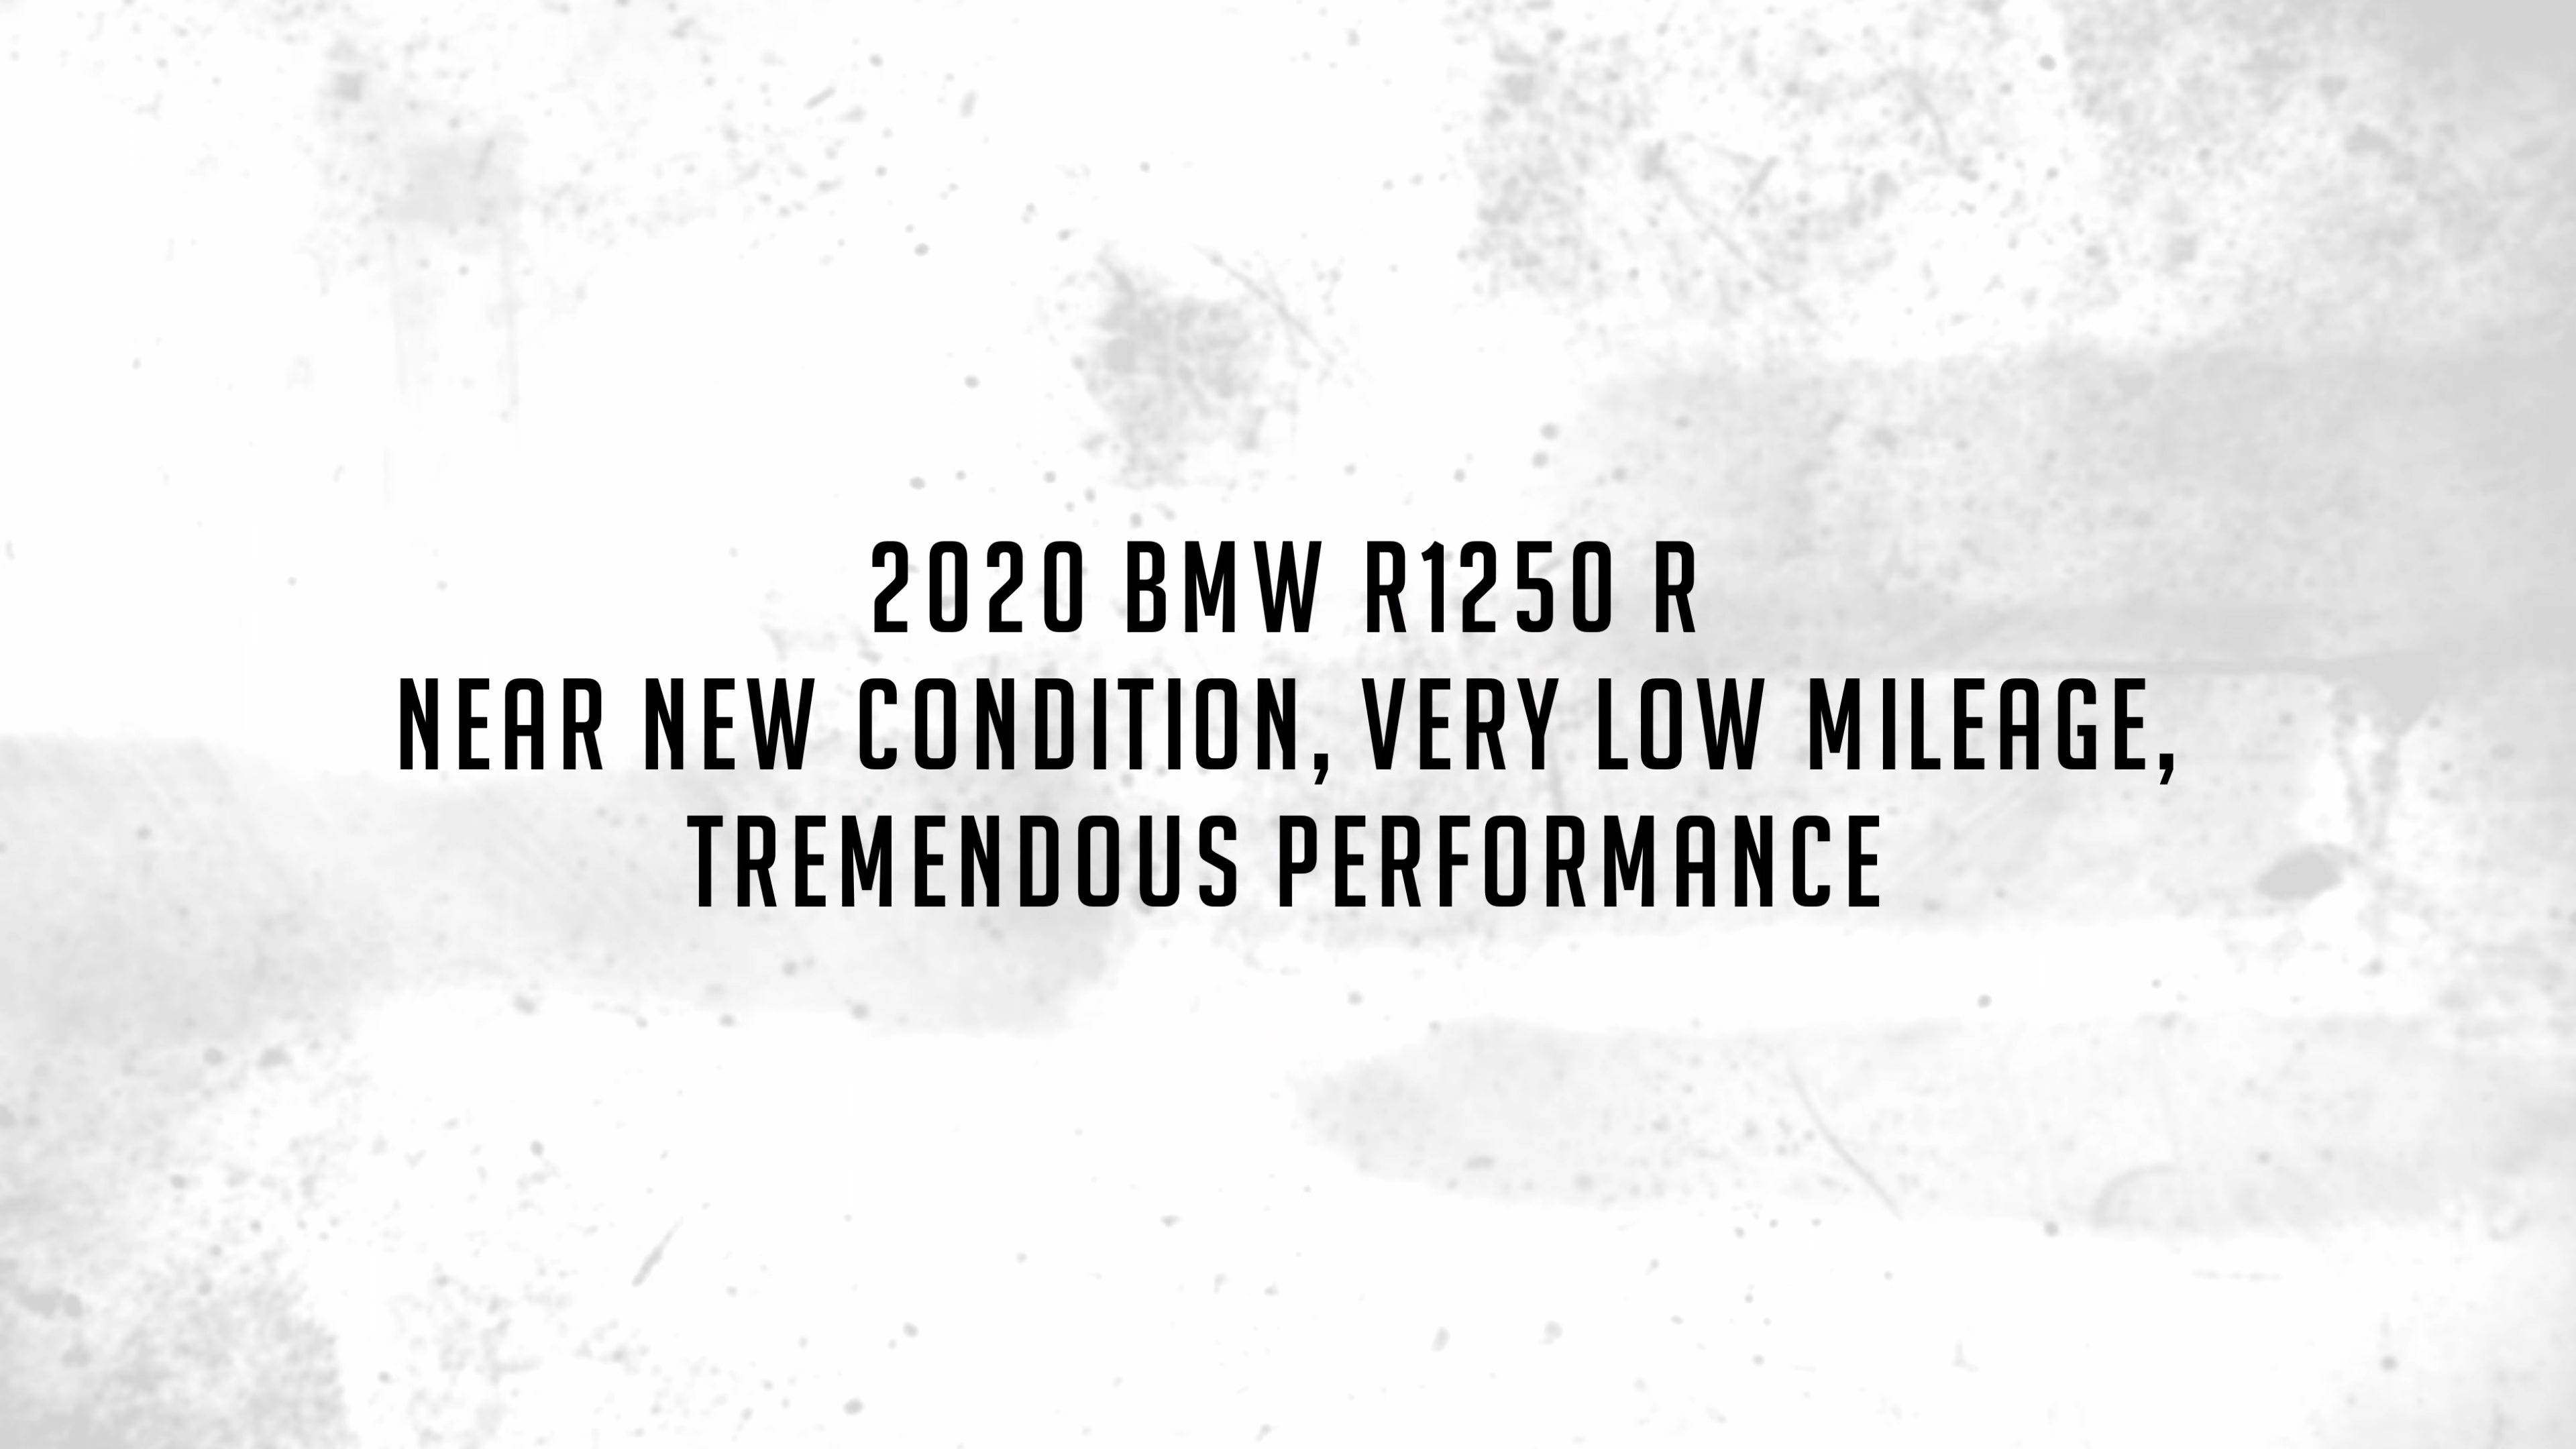 2020 BMW R1250 R
NEAR NEW CONDITION, VERY LOW MILEAGE,
TREMENDOUS PERFORMANCE